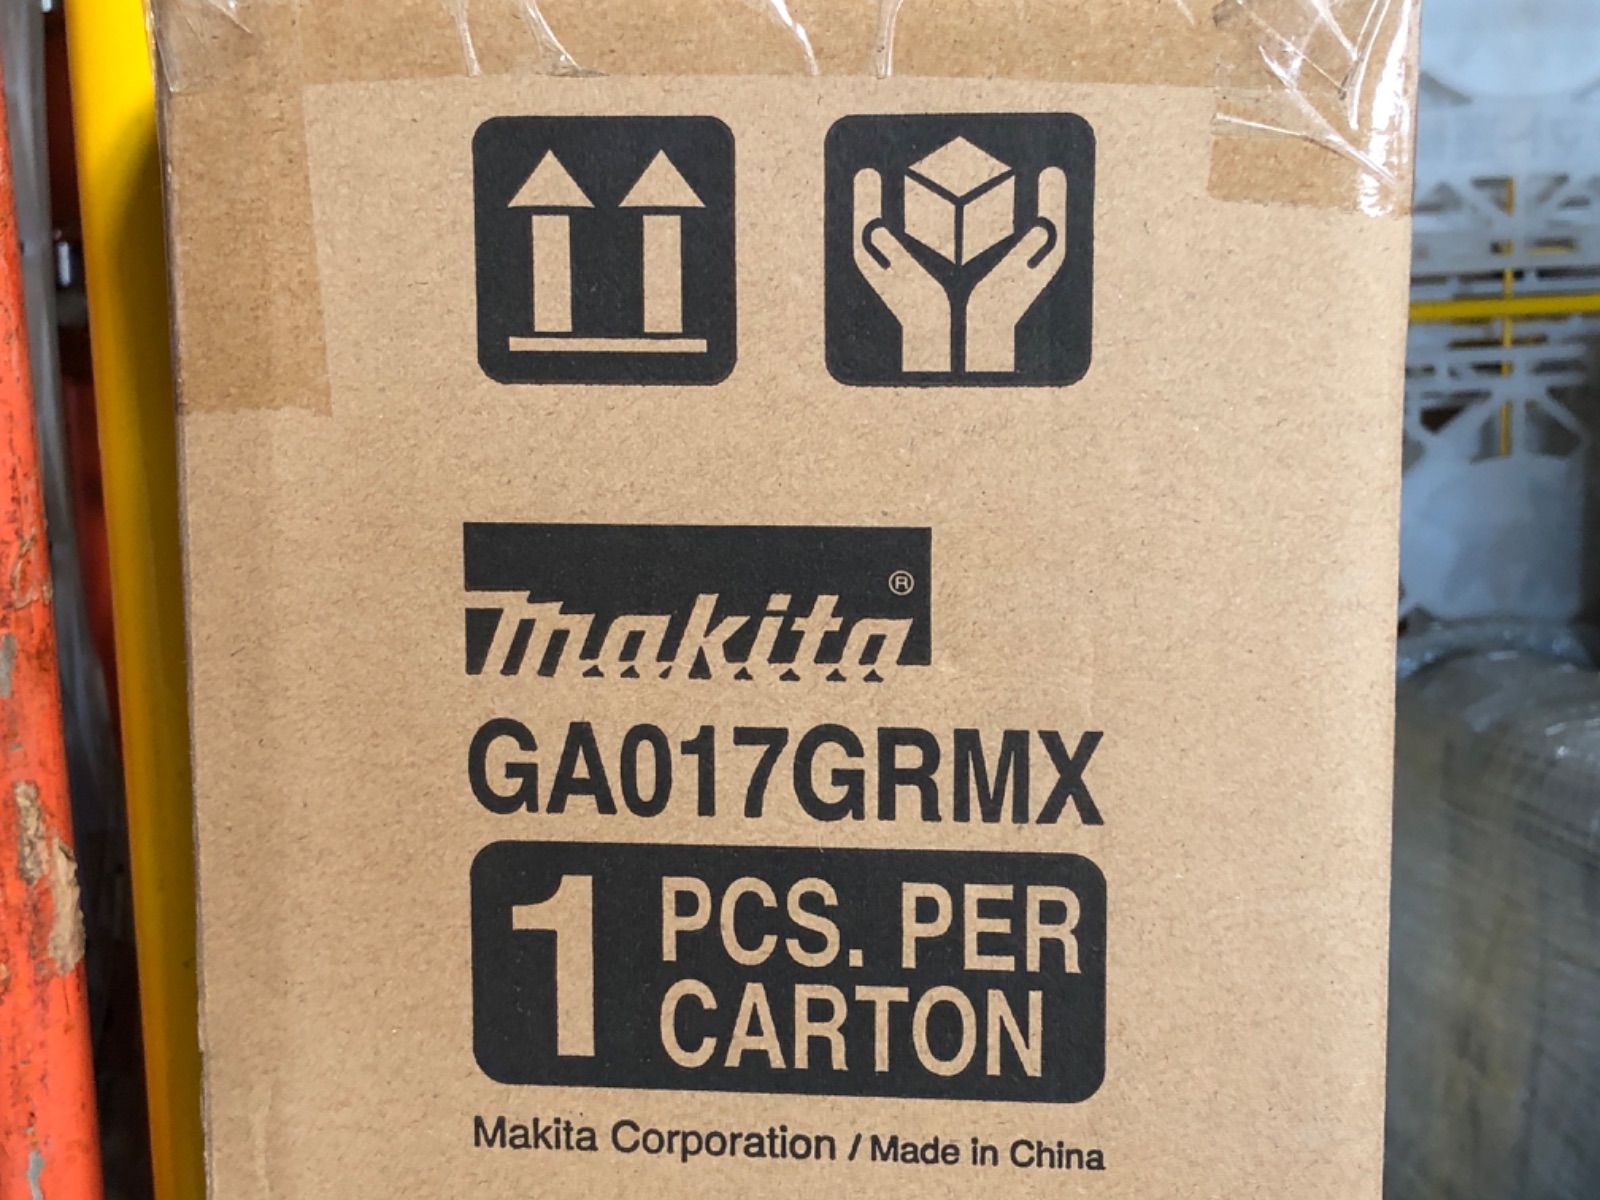 makita®
GA017GRMX
1 PCS. PER
CARTON
Makita Corporation / Made in China